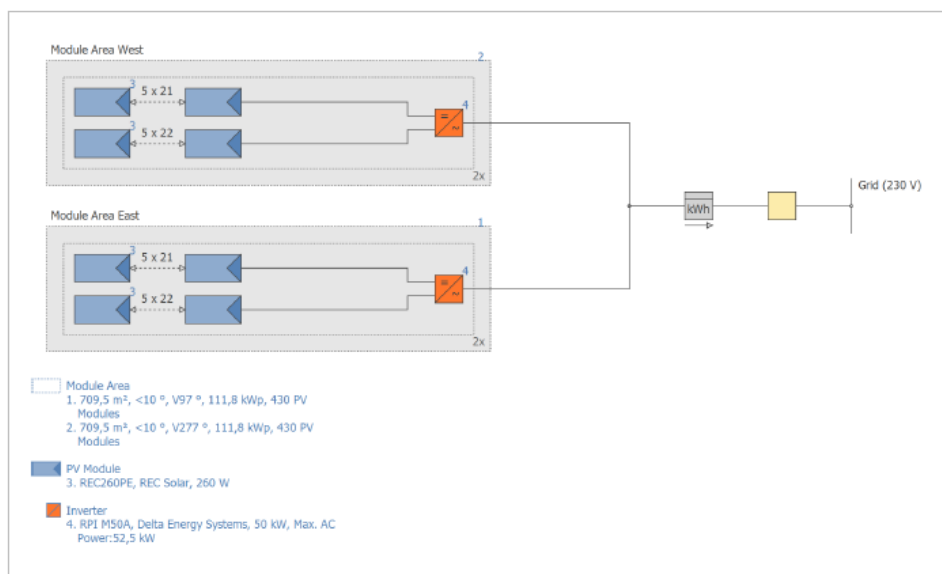 Module Area West
2
3
5 x 21
4
3
5 x 22
2x
Grid (230 V)
kWh
Module Area East
1
3
5 x 21
4
3
5 x 22
2x
Module Area
1. 709,5 m², <10 °, V97 °, 111,8 kWp, 430 PV
Modules
2. 709,5 m², <10 °, V277 °, 111,8 kWp, 430 PV
Modules
PV Module
3. REC260PE, REC Solar, 260 W
Inverter
4. RPI M50A, Delta Energy Systems, 50 kW, Max. AC
Power:52,5 kW